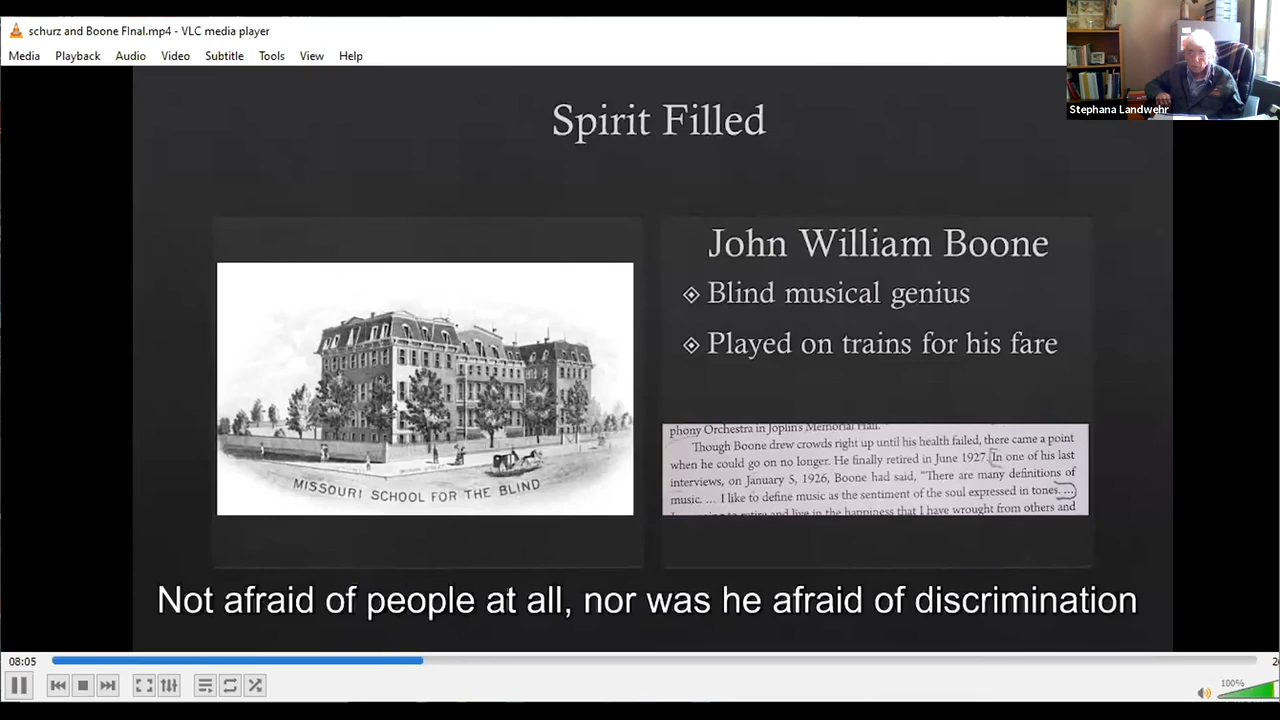 schurz and Boone FInal.mp4 - VLC media player
Media Playback Audio Video Subtitle Tools View Help
Stephana Landwehr
Spirit Filled
MISSOURI SCHOOL FOR THE BLIND
John William Boone
Blind musical genius
Played on trains for his fare
phony Orchestra in Joplin's Memorial Hall.
Though Boone drew crowds right up until his health failed, there came a point
when he could go on no longer. He finally retired in June 1927. In one of his last
interviews, on January 5, 1926, Boone had said, "There are many definitions of
music. ... I like to define music as the sentiment of the soul expressed in tones. ...
to retire and live in the happiness that I have wrought from others and
Not afraid of people at all, nor was he afraid of discrimination
08:05
100%